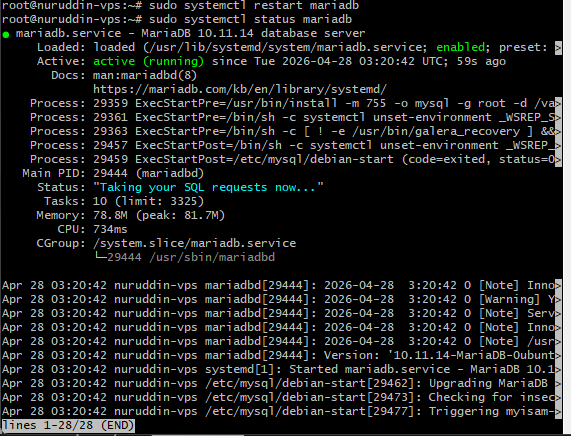 root@nuruddin-vps:~# sudo systemctl restart mariadb
root@nuruddin-vps:~# sudo systemctl status mariadb
● mariadb.service - MariaDB 10.11.14 database server
Loaded: loaded (/usr/lib/systemd/system/mariadb.service; enabled; preset: >
Active: active (running) since Tue 2026-04-28 03:20:42 UTC; 59s ago
Docs: man:mariadbd(8)
https://mariadb.com/kb/en/library/systemd/
Process: 29359 ExecStartPre=/usr/bin/install -m 755 -o mysql -g root -d /va>
Process: 29361 ExecStartPre=/bin/sh -c systemctl unset-environment _WSREP_S>
Process: 29363 ExecStartPre=/bin/sh -c [ ! -e /usr/bin/galera_recovery ] &&>
Process: 29457 ExecStartPost=/bin/sh -c systemctl unset-environment _WSREP_>
Process: 29459 ExecStartPost=/etc/mysql/debian-start (code=exited, status=0>
Main PID: 29444 (mariadbd)
Status: "Taking your SQL requests now..."
Tasks: 10 (limit: 3325)
Memory: 78.8M (peak: 81.7M)
CPU: 734ms
CGroup: /system.slice/mariadb.service
└─29444 /usr/sbin/mariadbd
Apr 28 03:20:42 nuruddin-vps mariadbd[29444]: 2026-04-28  3:20:42 0 [Note] Inno>
Apr 28 03:20:42 nuruddin-vps mariadbd[29444]: 2026-04-28  3:20:42 0 [Warning] Y>
Apr 28 03:20:42 nuruddin-vps mariadbd[29444]: 2026-04-28  3:20:42 0 [Note] Serv>
Apr 28 03:20:42 nuruddin-vps mariadbd[29444]: 2026-04-28  3:20:42 0 [Note] Inno>
Apr 28 03:20:42 nuruddin-vps mariadbd[29444]: 2026-04-28  3:20:42 0 [Note] /usr>
Apr 28 03:20:42 nuruddin-vps mariadbd[29444]: Version: '10.11.14-MariaDB-0ubunt>
Apr 28 03:20:42 nuruddin-vps systemd[1]: Started mariadb.service - MariaDB 10.1>
Apr 28 03:20:42 nuruddin-vps /etc/mysql/debian-start[29462]: Upgrading MariaDB >
Apr 28 03:20:42 nuruddin-vps /etc/mysql/debian-start[29473]: Checking for insec>
Apr 28 03:20:42 nuruddin-vps /etc/mysql/debian-start[29477]: Triggering myisam->
lines 1-28/28 (END)